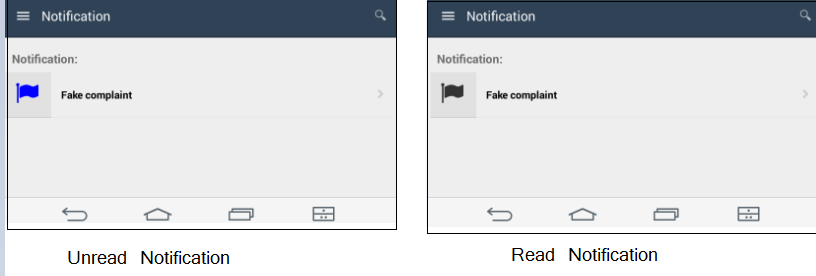 Notification
Notification:
Fake complaint
Unread Notification
Notification
Notification:
Fake complaint
Read Notification